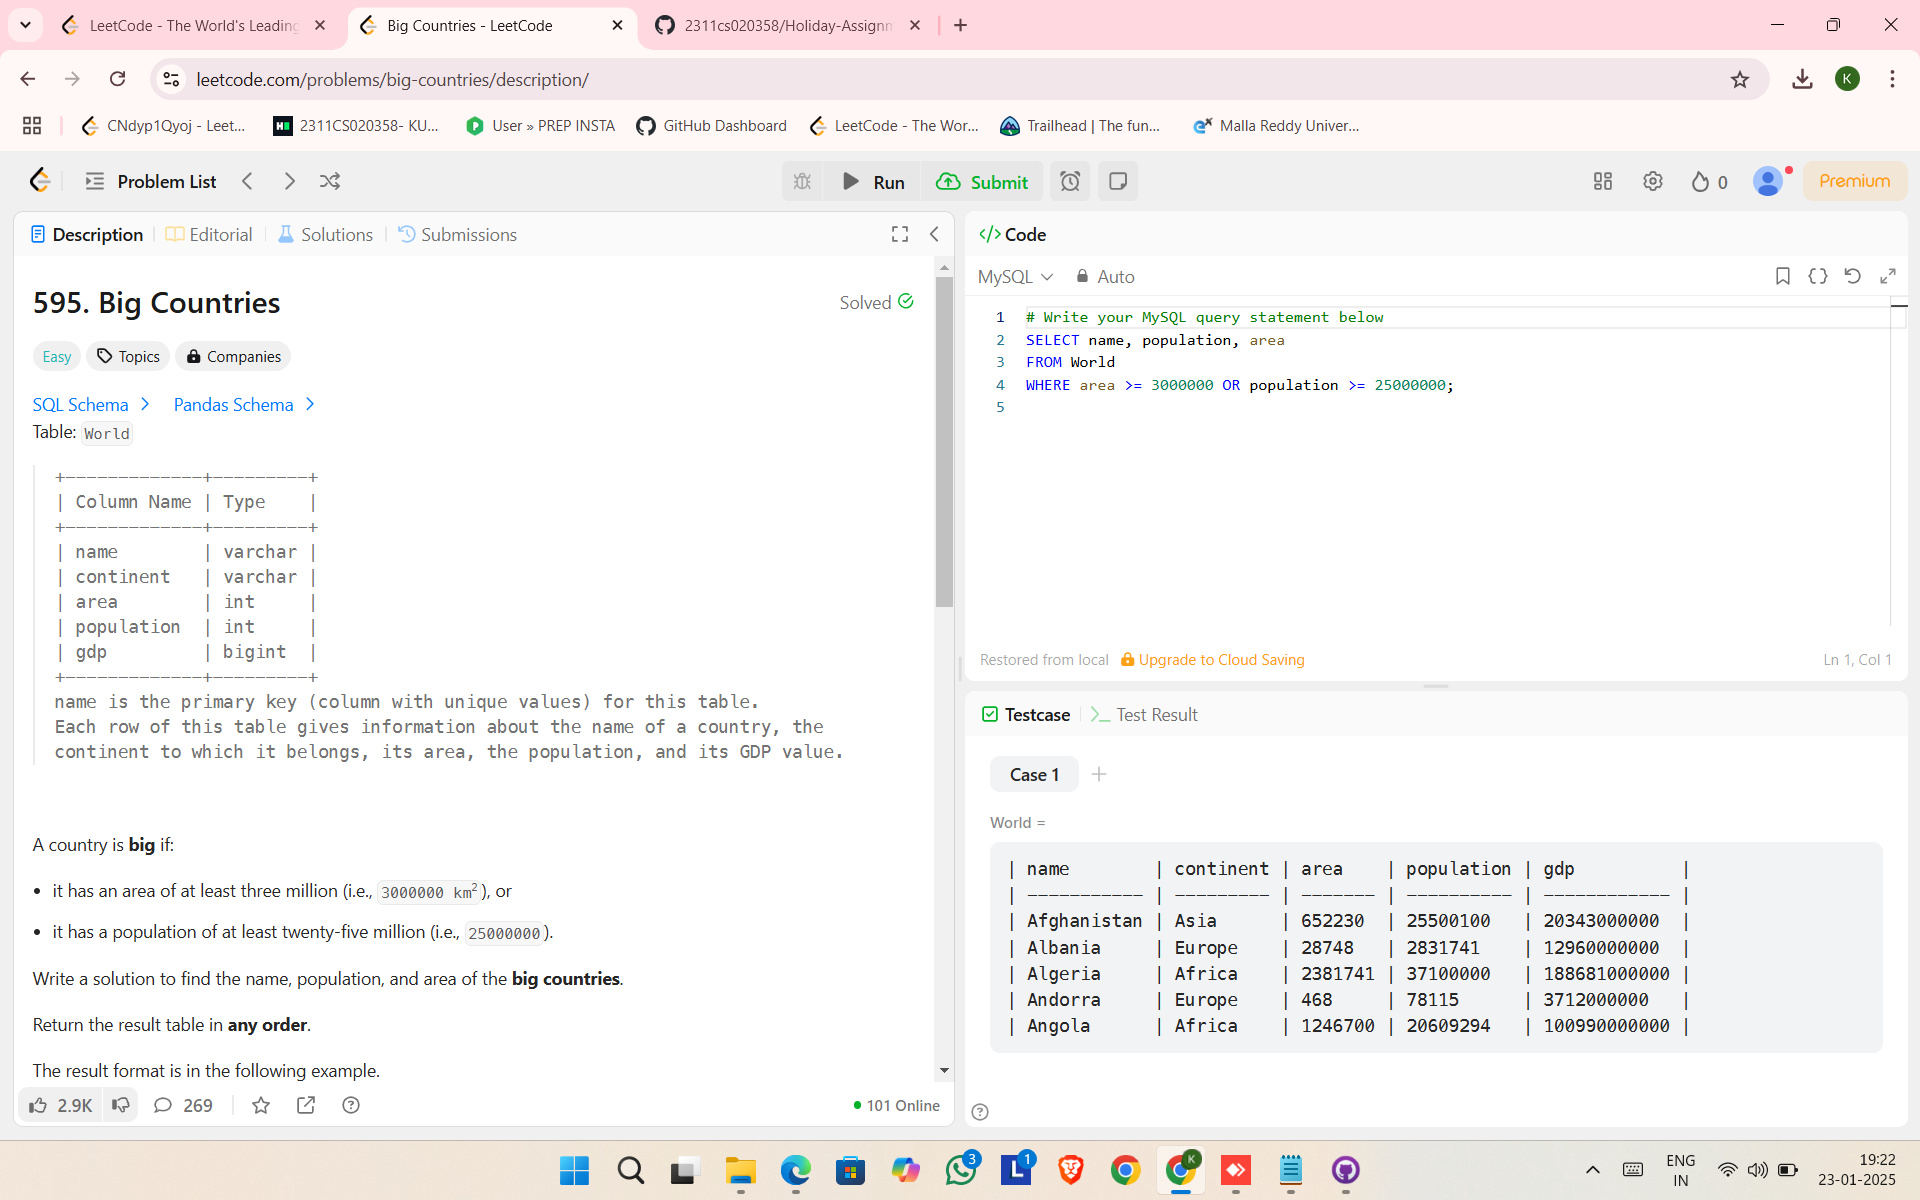 LeetCode - The World's Leading
Big Countries - LeetCode
2311cs020358/Holiday-Assignm
leetcode.com/problems/big-countries/description/
K
CNdyp1Qyoj - Leet...
2311CS020358- KU...
User » PREP INSTA
GitHub Dashboard
LeetCode - The Wor...
Trailhead | The fun...
Malla Reddy Univer...
Problem List
Run
Submit
0
Premium
Description
Editorial
Solutions
Submissions
595. Big Countries
Solved
Easy
Topics
Companies
SQL Schema
Pandas Schema
Table: World
+-------------+---------+
| Column Name | Type    |
+-------------+---------+
| name        | varchar |
| continent   | varchar |
| area        | int     |
| population  | int     |
| gdp         | bigint  |
+-------------+---------+
name is the primary key (column with unique values) for this table.
Each row of this table gives information about the name of a country, the
continent to which it belongs, its area, the population, and its GDP value.
A country is big if:
• it has an area of at least three million (i.e., 3000000 km²), or
• it has a population of at least twenty-five million (i.e., 25000000).
Write a solution to find the name, population, and area of the big countries.
Return the result table in any order.
The result format is in the following example.
2.9K
269
101 Online
</> Code
MySQL
Auto
1 # Write your MySQL query statement below
2 SELECT name, population, area
3 FROM World
4 WHERE area >= 3000000 OR population >= 25000000;
5
Restored from local
Upgrade to Cloud Saving
Ln 1, Col 1
Testcase
Test Result
Case 1
World =
| name        | continent | area    | population | gdp          |
| ----------- | --------- | ------- | ---------- | ------------ |
| Afghanistan | Asia      | 652230  | 25500100   | 20343000000  |
| Albania     | Europe    | 28748   | 2831741    | 12960000000  |
| Algeria     | Africa    | 2381741 | 37100000   | 188681000000 |
| Andorra     | Europe    | 468     | 78115      | 3712000000   |
| Angola      | Africa    | 1246700 | 20609294   | 100990000000 |
3
L
1
K
ENG
IN
19:22
23-01-2025